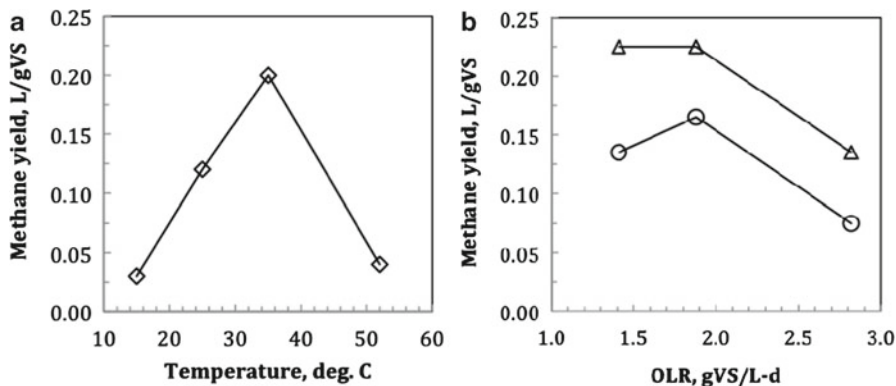 a
0.25
0.20
0.15
0.10
0.05
0.00
Methane yield, L/gVS
10 20 30 40 50 60
Temperature, deg. C
b
0.25
0.20
0.15
0.10
0.05
0.00
Methane yield, L/gVS
1.0 1.5 2.0 2.5 3.0
OLR, gVS/L-d